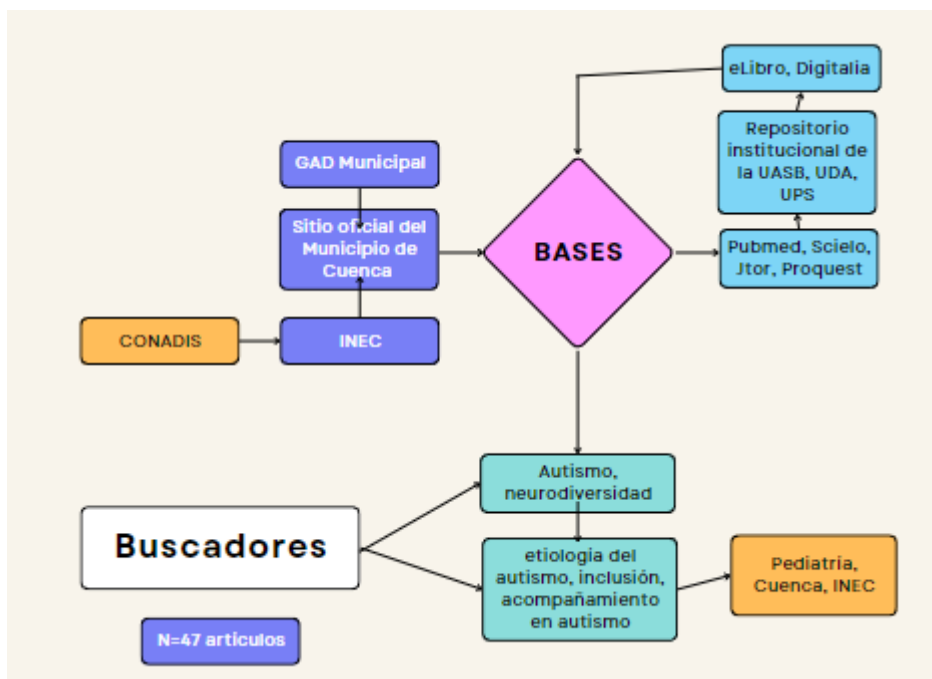 eLibro, Digitalia
Repositorio
institucional de
la UASB, UDA,
UPS
Pubmed, Scielo,
Jtor, Proquest
GAD Municipal
Sitio oficial del
Municipio de
Cuenca
BASES
CONADIS
INEC
Autismo,
neurodiversidad
Buscadores
etiologia del
autismo, inclusión,
acompañamiento
en autismo
Pediatría,
Cuenca, INEC
N=47 articulos